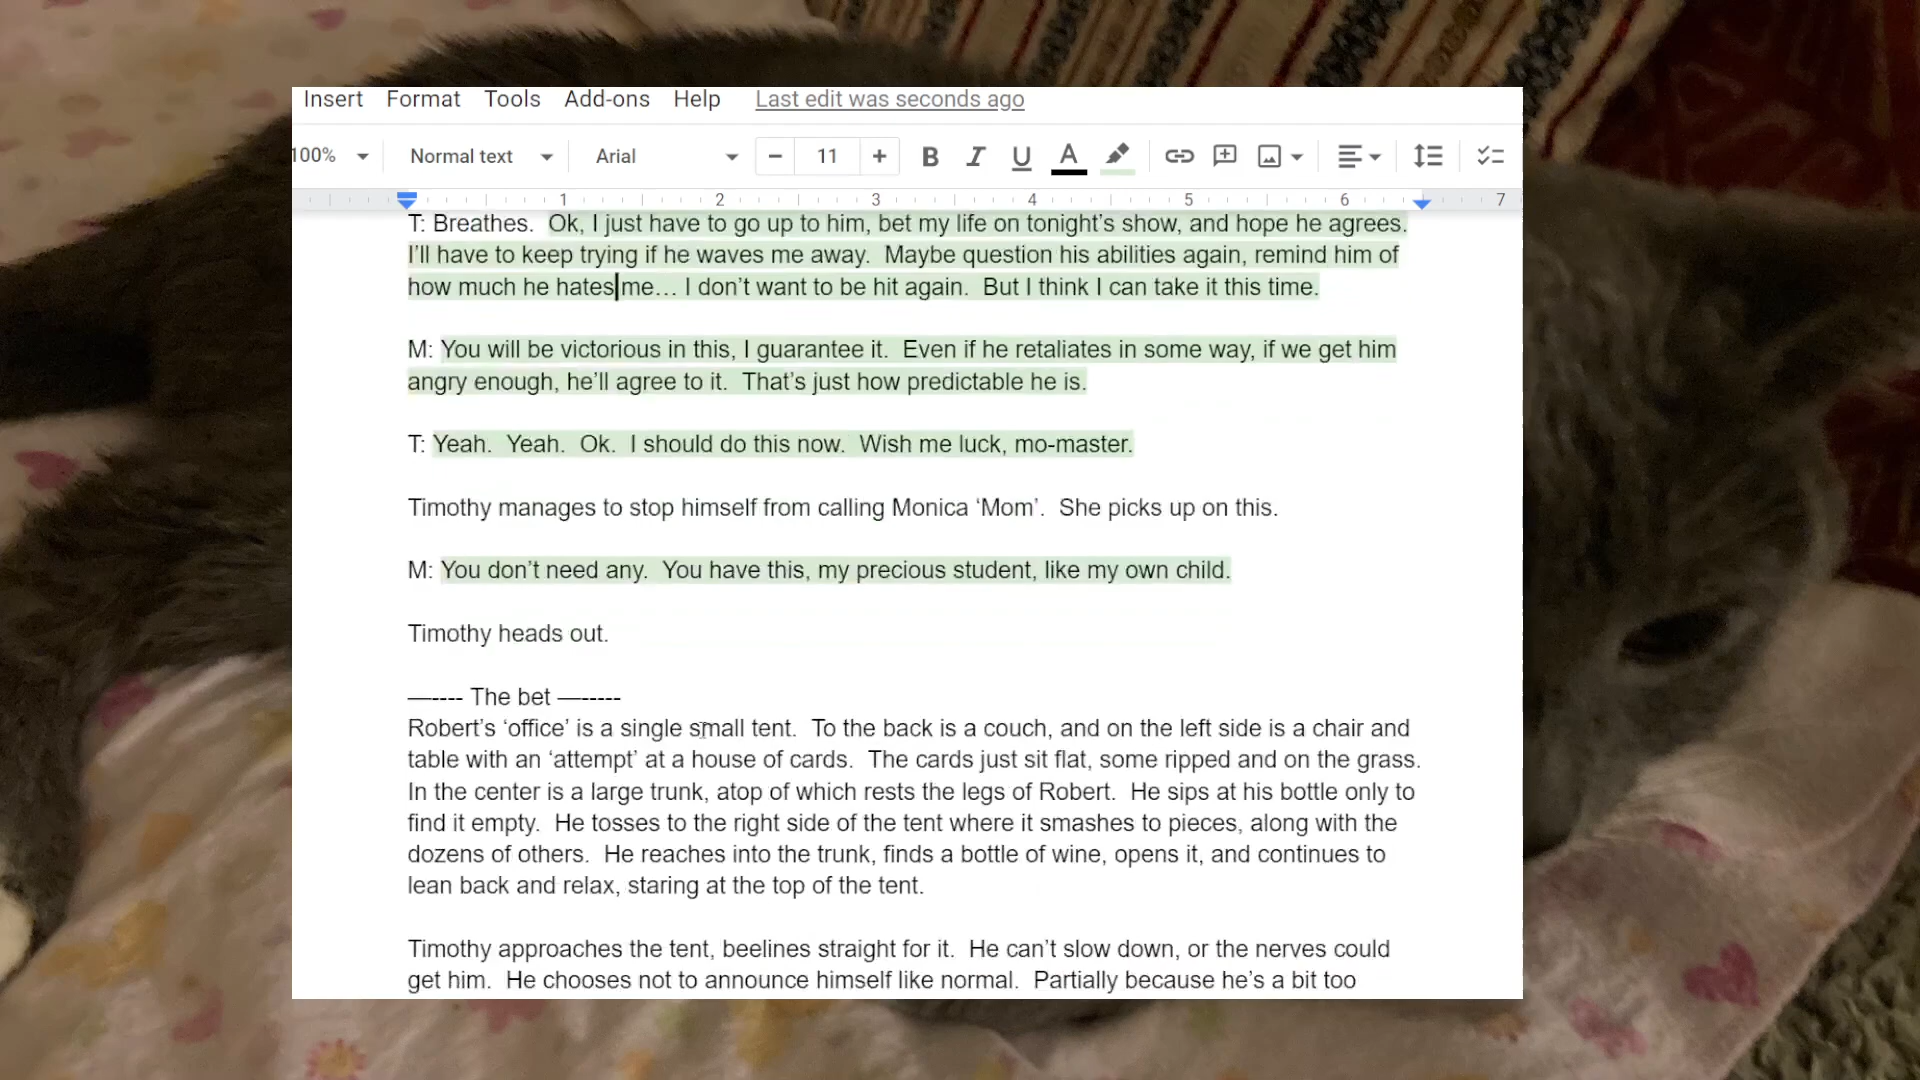 Insert Format Tools Add-ons Help Last edit was seconds ago
100% Normal text Arial 11 B I U A
1 2 3 4 5 6 7
T: Breathes.  Ok, I just have to go up to him, bet my life on tonight’s show, and hope he agrees.
I’ll have to keep trying if he waves me away.  Maybe question his abilities again, remind him of
how much he hates me… I don’t want to be hit again.  But I think I can take it this time.
M: You will be victorious in this, I guarantee it.  Even if he retaliates in some way, if we get him
angry enough, he’ll agree to it.  That’s just how predictable he is.
T: Yeah.  Yeah.  Ok.  I should do this now.  Wish me luck, mo-master.
Timothy manages to stop himself from calling Monica ‘Mom’.  She picks up on this.
M: You don’t need any.  You have this, my precious student, like my own child.
Timothy heads out.
—---- The bet —-----
Robert’s ‘office’ is a single small tent.  To the back is a couch, and on the left side is a chair and
table with an ‘attempt’ at a house of cards.  The cards just sit flat, some ripped and on the grass.
In the center is a large trunk, atop of which rests the legs of Robert.  He sips at his bottle only to
find it empty.  He tosses to the right side of the tent where it smashes to pieces, along with the
dozens of others.  He reaches into the trunk, finds a bottle of wine, opens it, and continues to
lean back and relax, staring at the top of the tent.
Timothy approaches the tent, beelines straight for it.  He can’t slow down, or the nerves could
get him.  He chooses not to announce himself like normal.  Partially because he’s a bit too